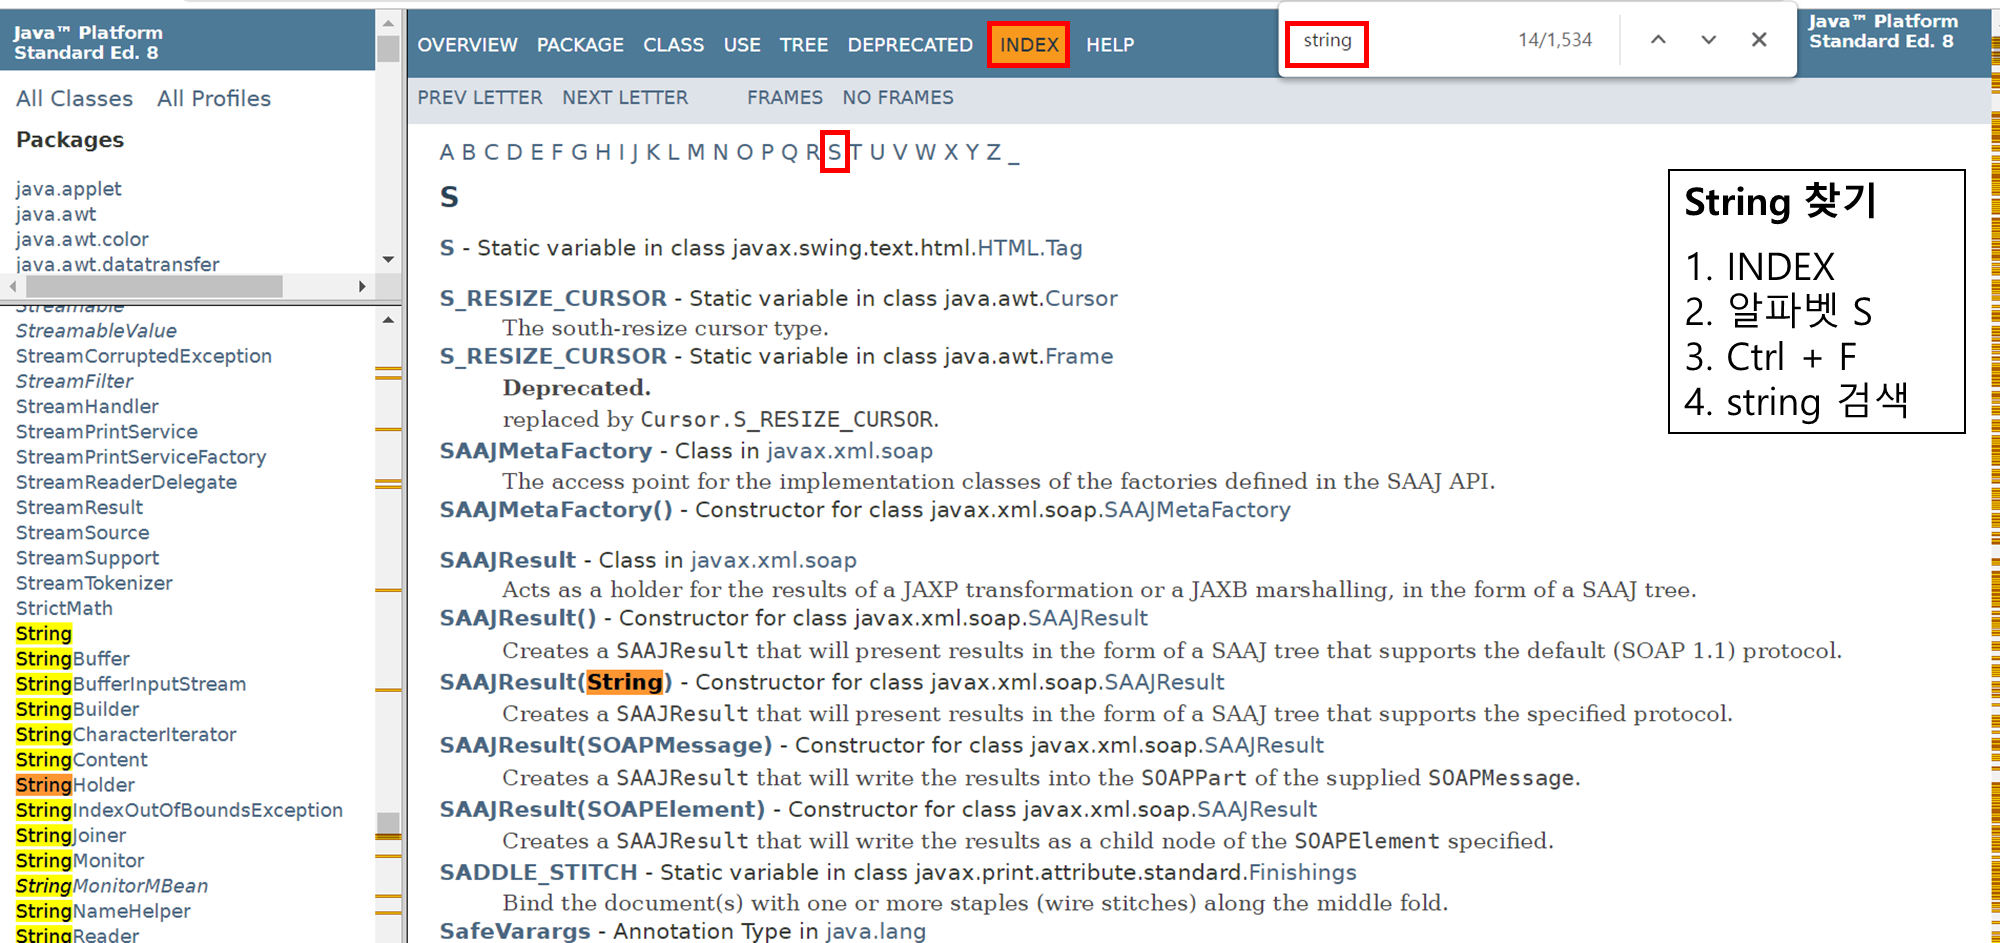 Java™ Platform
Standard Ed. 8
All Classes All Profiles
Packages
java.applet
java.awt
java.awt.color
java.awt.datatransfer
Streamable
StreamableValue
StreamCorruptedException
StreamFilter
StreamHandler
StreamPrintService
StreamPrintServiceFactory
StreamReaderDelegate
StreamResult
StreamSource
StreamSupport
StreamTokenizer
StrictMath
String
StringBuffer
StringBufferInputStream
StringBuilder
StringCharacterIterator
StringContent
StringHolder
StringIndexOutOfBoundsException
StringJoiner
StringMonitor
StringMonitorMBean
StringNameHelper
StringReader
OVERVIEW PACKAGE CLASS USE TREE DEPRECATED INDEX HELP
string 14/1,534
Java™ Platform
Standard Ed. 8
PREV LETTER NEXT LETTER FRAMES NO FRAMES
A B C D E F G H I J K L M N O P Q R S T U V W X Y Z _
S
S - Static variable in class javax.swing.text.html.HTML.Tag
S_RESIZE_CURSOR - Static variable in class java.awt.Cursor
The south-resize cursor type.
S_RESIZE_CURSOR - Static variable in class java.awt.Frame
Deprecated.
replaced by Cursor.S_RESIZE_CURSOR.
SAAJMetaFactory - Class in javax.xml.soap
The access point for the implementation classes of the factories defined in the SAAJ API.
SAAJMetaFactory() - Constructor for class javax.xml.soap.SAAJMetaFactory
SAAJResult - Class in javax.xml.soap
Acts as a holder for the results of a JAXP transformation or a JAXB marshalling, in the form of a SAAJ tree.
SAAJResult() - Constructor for class javax.xml.soap.SAAJResult
Creates a SAAJResult that will present results in the form of a SAAJ tree that supports the default (SOAP 1.1) protocol.
SAAJResult(String) - Constructor for class javax.xml.soap.SAAJResult
Creates a SAAJResult that will present results in the form of a SAAJ tree that supports the specified protocol.
SAAJResult(SOAPMessage) - Constructor for class javax.xml.soap.SAAJResult
Creates a SAAJResult that will write the results into the SOAPPart of the supplied SOAPMessage.
SAAJResult(SOAPElement) - Constructor for class javax.xml.soap.SAAJResult
Creates a SAAJResult that will write the results as a child node of the SOAPElement specified.
SADDLE_STITCH - Static variable in class javax.print.attribute.standard.Finishings
Bind the document(s) with one or more staples (wire stitches) along the middle fold.
SafeVarargs - Annotation Type in java.lang
String 찾기
1. INDEX
2. 알파벳 S
3. Ctrl + F
4. string 검색